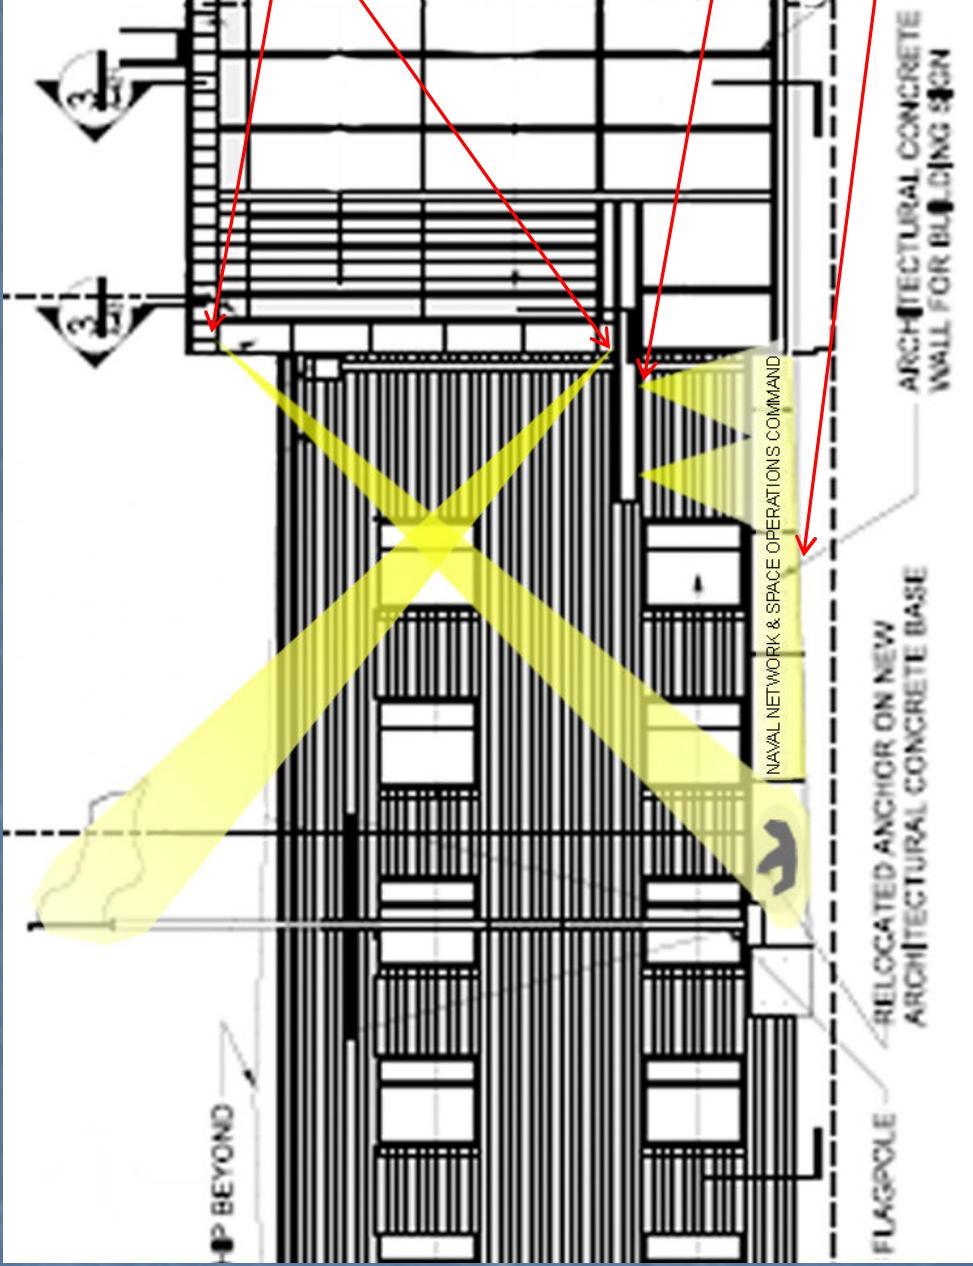 ARCHITECTURAL CONCRETE
WALL FOR BUILDING SIGN
NAVAL NETWORK & SPACE OPERATIONS COMMAND
RELOCATED ANCHOR ON NEW
ARCHITECTURAL CONCRETE BASE
FLAGPOLE
BEYOND